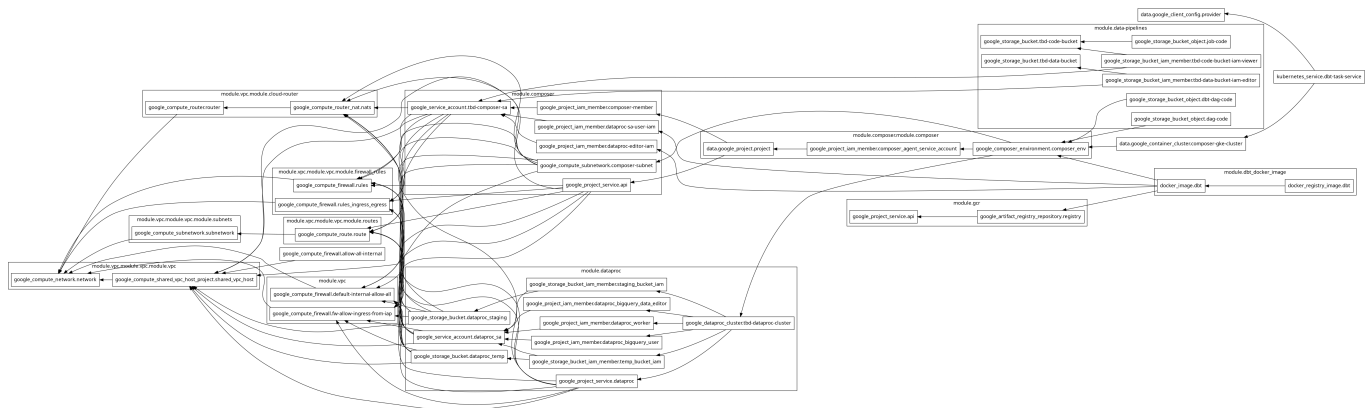 data.google_client_config.provider
module.data-pipelines
google_storage_bucket.tbd-code-bucket
google_storage_bucket_object.job-code
google_storage_bucket.tbd-data-bucket
google_storage_bucket_iam_member.tbd-code-bucket-iam-viewer
google_storage_bucket_iam_member.tbd-data-bucket-iam-editor
kubernetes_service.dbt-task-service
google_storage_bucket_object.dbt-dag-code
google_storage_bucket_object.dag-code
module.vpc.module.cloud-router
google_compute_router.router
google_compute_router_nat.nats
module.composer
google_service_account.tbd-composer-sa
google_project_iam_member.composer-member
google_project_iam_member.dataproc-sa-user-iam
google_project_iam_member.dataproc-editor-iam
google_compute_subnetwork.composer-subnet
google_project_service.api
module.composer.module.composer
data.google_project.project
google_project_iam_member.composer_agent_service_account
google_composer_environment.composer_env
data.google_container_cluster.composer-gke-cluster
module.vpc.module.vpc.module.firewall_rules
google_compute_firewall.rules
google_compute_firewall.rules_ingress_egress
module.dbt_docker_image
docker_image.dbt
docker_registry_image.dbt
module.gcr
google_project_service.api
google_artifact_registry_repository.registry
module.vpc.module.vpc.module.subnets
google_compute_subnetwork.subnetwork
module.vpc.module.vpc.module.routes
google_compute_route.route
google_compute_firewall.allow-all-internal
module.vpc.module.vpc.module.vpc
google_compute_network.network
google_compute_shared_vpc_host_project.shared_vpc_host
module.vpc
google_compute_firewall.default-internal-allow-all
google_compute_firewall.fw-allow-ingress-from-iap
module.dataproc
google_storage_bucket_iam_member.staging_bucket_iam
google_project_iam_member.dataproc_bigquery_data_editor
google_storage_bucket.dataproc_staging
google_project_iam_member.dataproc_worker
google_dataproc_cluster.tbd-dataproc-cluster
google_service_account.dataproc_sa
google_project_iam_member.dataproc_bigquery_user
google_storage_bucket.dataproc_temp
google_storage_bucket_iam_member.temp_bucket_iam
google_project_service.dataproc